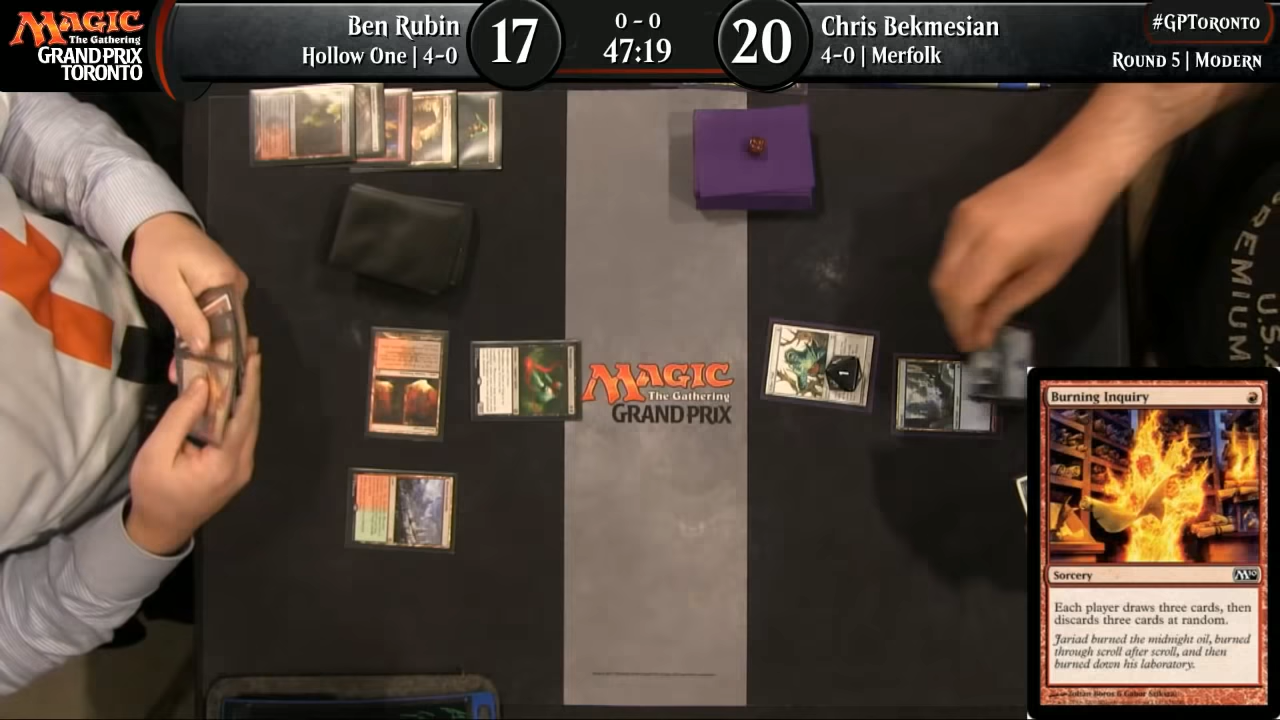 MAGIC
The Gathering
GRAND PRIX
TORONTO
Ben Rubin
Hollow One | 4-0
17
0 - 0
47:19
20
Chris Bekmesian
4-0 | Merfolk
#GPToronto
Round 5 | Modern
MAGIC
The Gathering
GRAND PRIX
PREMIUM
U.S.A
1
Burning Inquiry
Sorcery
M10
Each player draws three cards, then
discards three cards at random.
Jariad burned the midnight oil, burned
through scroll after scroll, and then
burned down his laboratory.